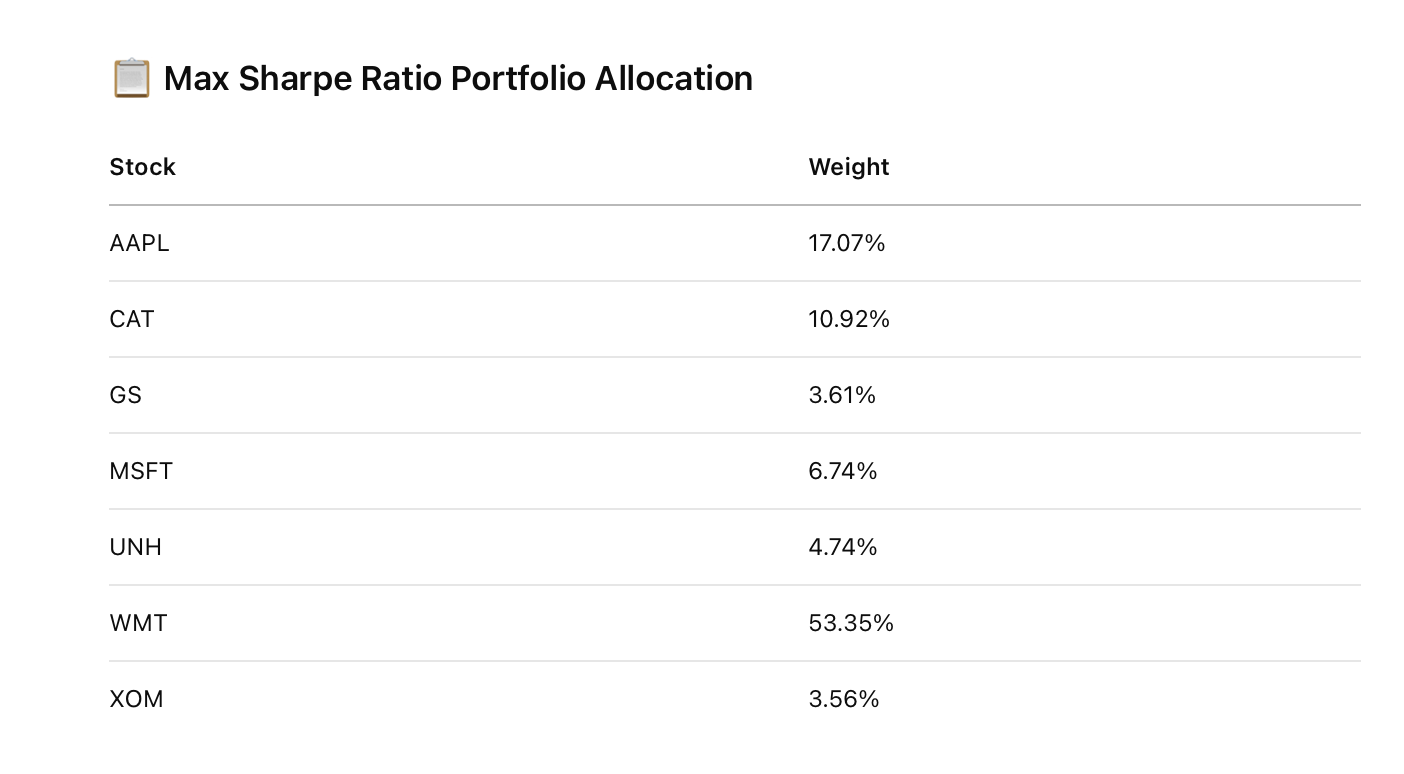 📋 Max Sharpe Ratio Portfolio Allocation
Stock Weight
AAPL 17.07%
CAT 10.92%
GS 3.61%
MSFT 6.74%
UNH 4.74%
WMT 53.35%
XOM 3.56%